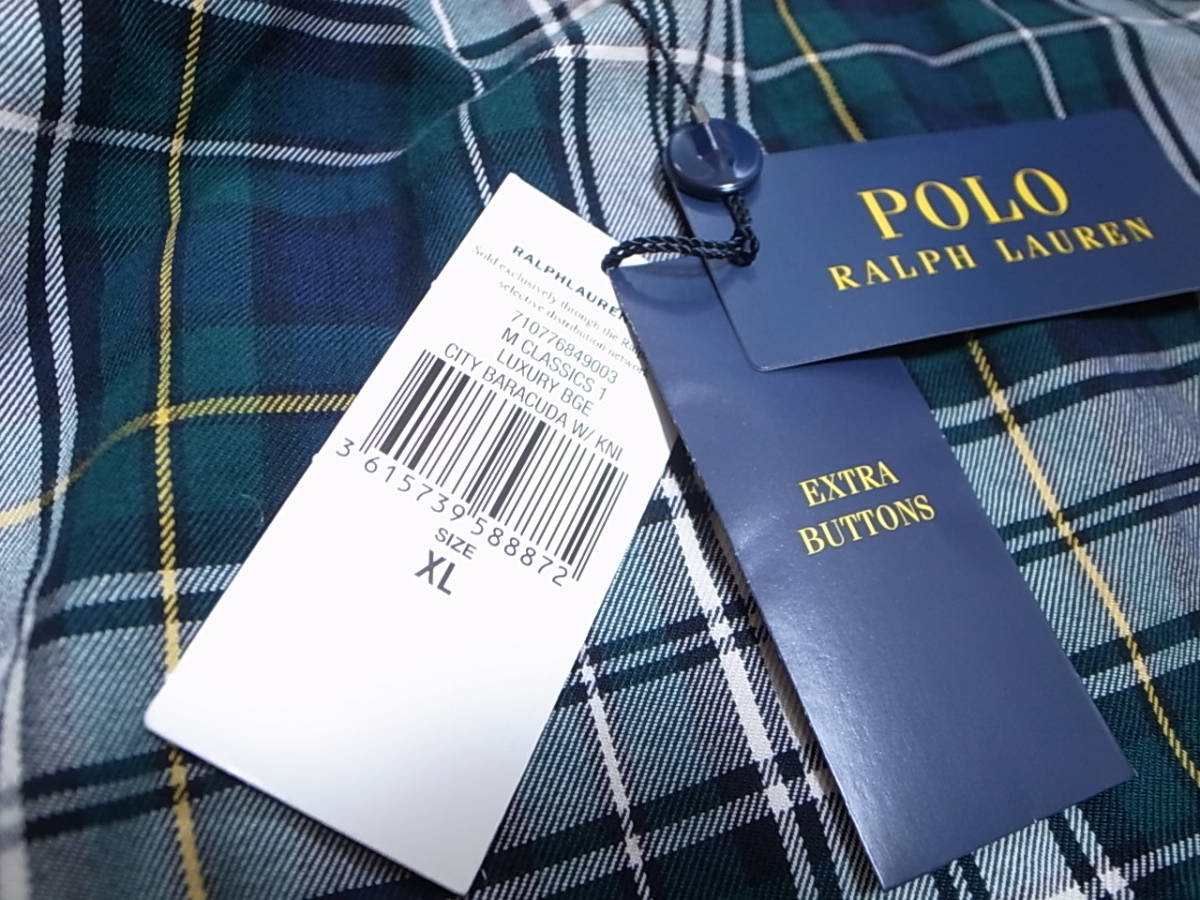 POLO
RALPH LAUREN
EXTRA
BUTTONS
RALPHLAUREN
Sold exclusively through the
selective distribution network
710776849003
M CLASSICS 1
LUXURY BGE
CITY BARACUDA W/ KNI
3 615739 588872
SIZE
XL